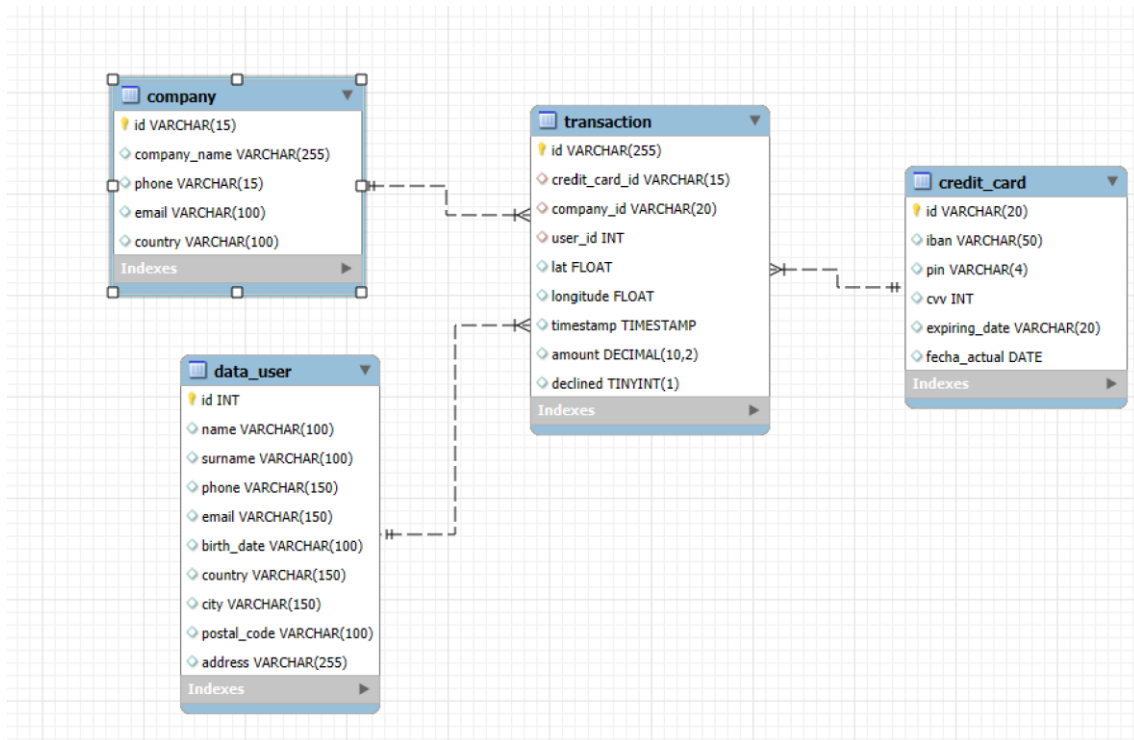 company
id VARCHAR(15)
company_name VARCHAR(255)
phone VARCHAR(15)
email VARCHAR(100)
country VARCHAR(100)
Indexes
transaction
id VARCHAR(255)
credit_card_id VARCHAR(15)
company_id VARCHAR(20)
user_id INT
lat FLOAT
longitude FLOAT
timestamp TIMESTAMP
amount DECIMAL(10,2)
declined TINYINT(1)
Indexes
credit_card
id VARCHAR(20)
iban VARCHAR(50)
pin VARCHAR(4)
cvv INT
expiring_date VARCHAR(20)
fecha_actual DATE
Indexes
data_user
id INT
name VARCHAR(100)
surname VARCHAR(100)
phone VARCHAR(150)
email VARCHAR(150)
birth_date VARCHAR(100)
country VARCHAR(150)
city VARCHAR(150)
postal_code VARCHAR(100)
address VARCHAR(255)
Indexes